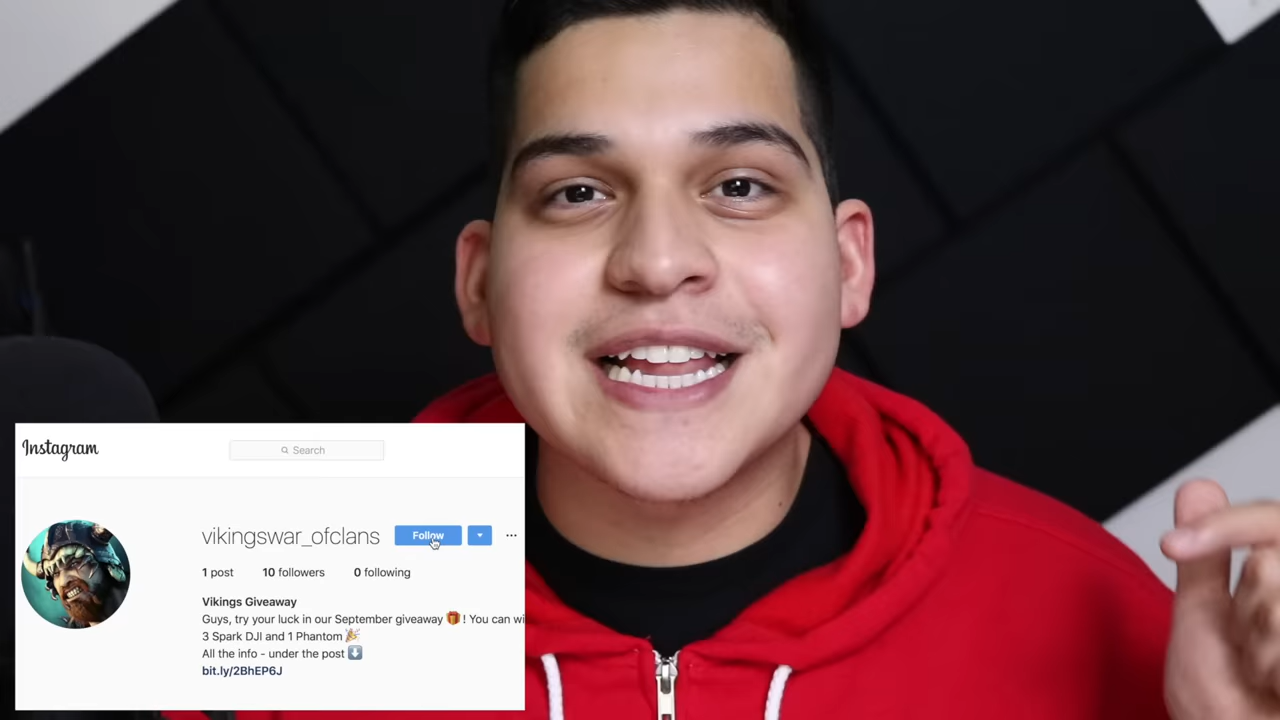 Instagram
Search
vikingswar_ofclans
Follow
1 post 10 followers 0 following
Vikings Giveaway
Guys, try your luck in our September giveaway 🎁! You can wi
3 Spark DJI and 1 Phantom 🎉
All the info - under the post ⬇️
bit.ly/2BhEP6J